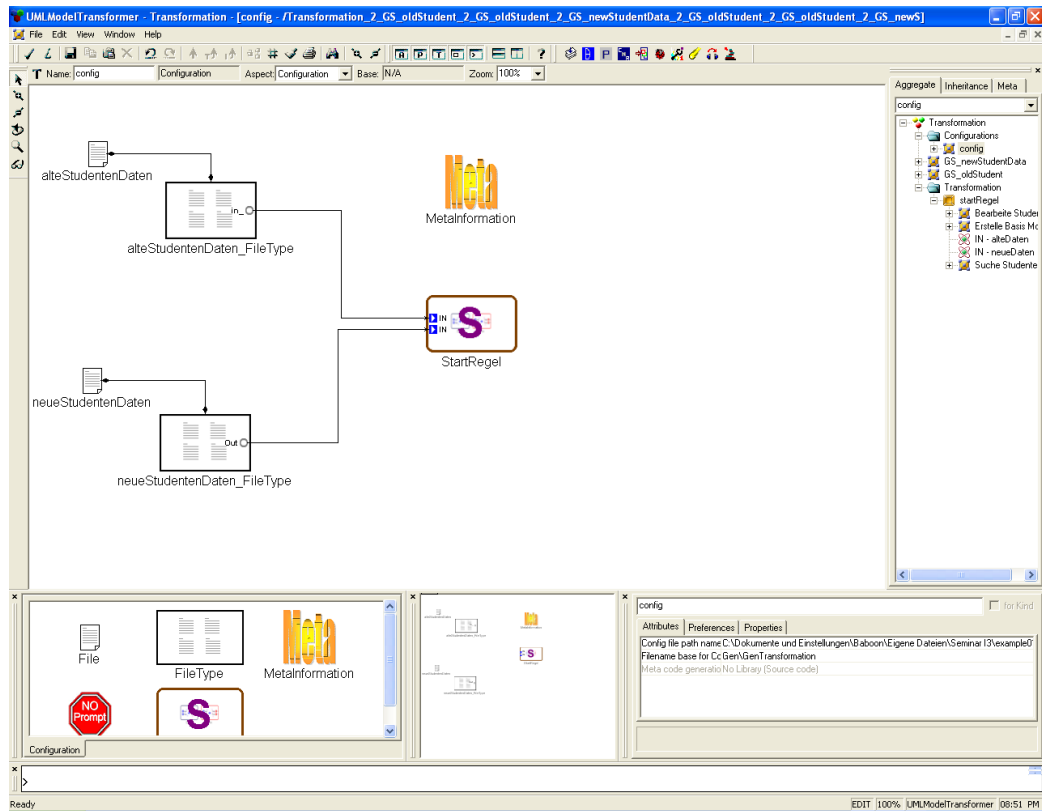 UMLModelTransformer - Transformation - [config - /Transformation_2_GS_oldStudent_2_GS_oldStudent_2_GS_newStudentData_2_GS_oldStudent_2_GS_oldStudent_2_GS_newS]
File Edit View Window Help
Name: config Configuration Aspect: Configuration Base: N/A Zoom: 100%
Aggregate Inheritance Meta
config
Transformation
Configurations
config
GS_newStudentData
GS_oldStudent
Transformation
startRegel
Bearbeite Studer
Erstelle Basis Mo
IN - alteDaten
IN - neueDaten
Suche Studente
alteStudentenDaten
in_
alteStudentenDaten_FileType
Meta
MetaInformation
IN
IN
S
StartRegel
neueStudentenDaten
Out
neueStudentenDaten_FileType
File
FileType
Meta
MetaInformation
NO
Prompt
S
Configuration
Meta
S
config
for Kind
Attributes Preferences Properties
Config file path name C:\Dokumente und Einstellungen\Baboon\Eigene Dateien\Seminar I3\example0
Filename base for Cc Gen\GenTransformation
Meta code generatio No Library (Source code)
>
Ready
EDIT 100% UMLModelTransformer 08:51 PM